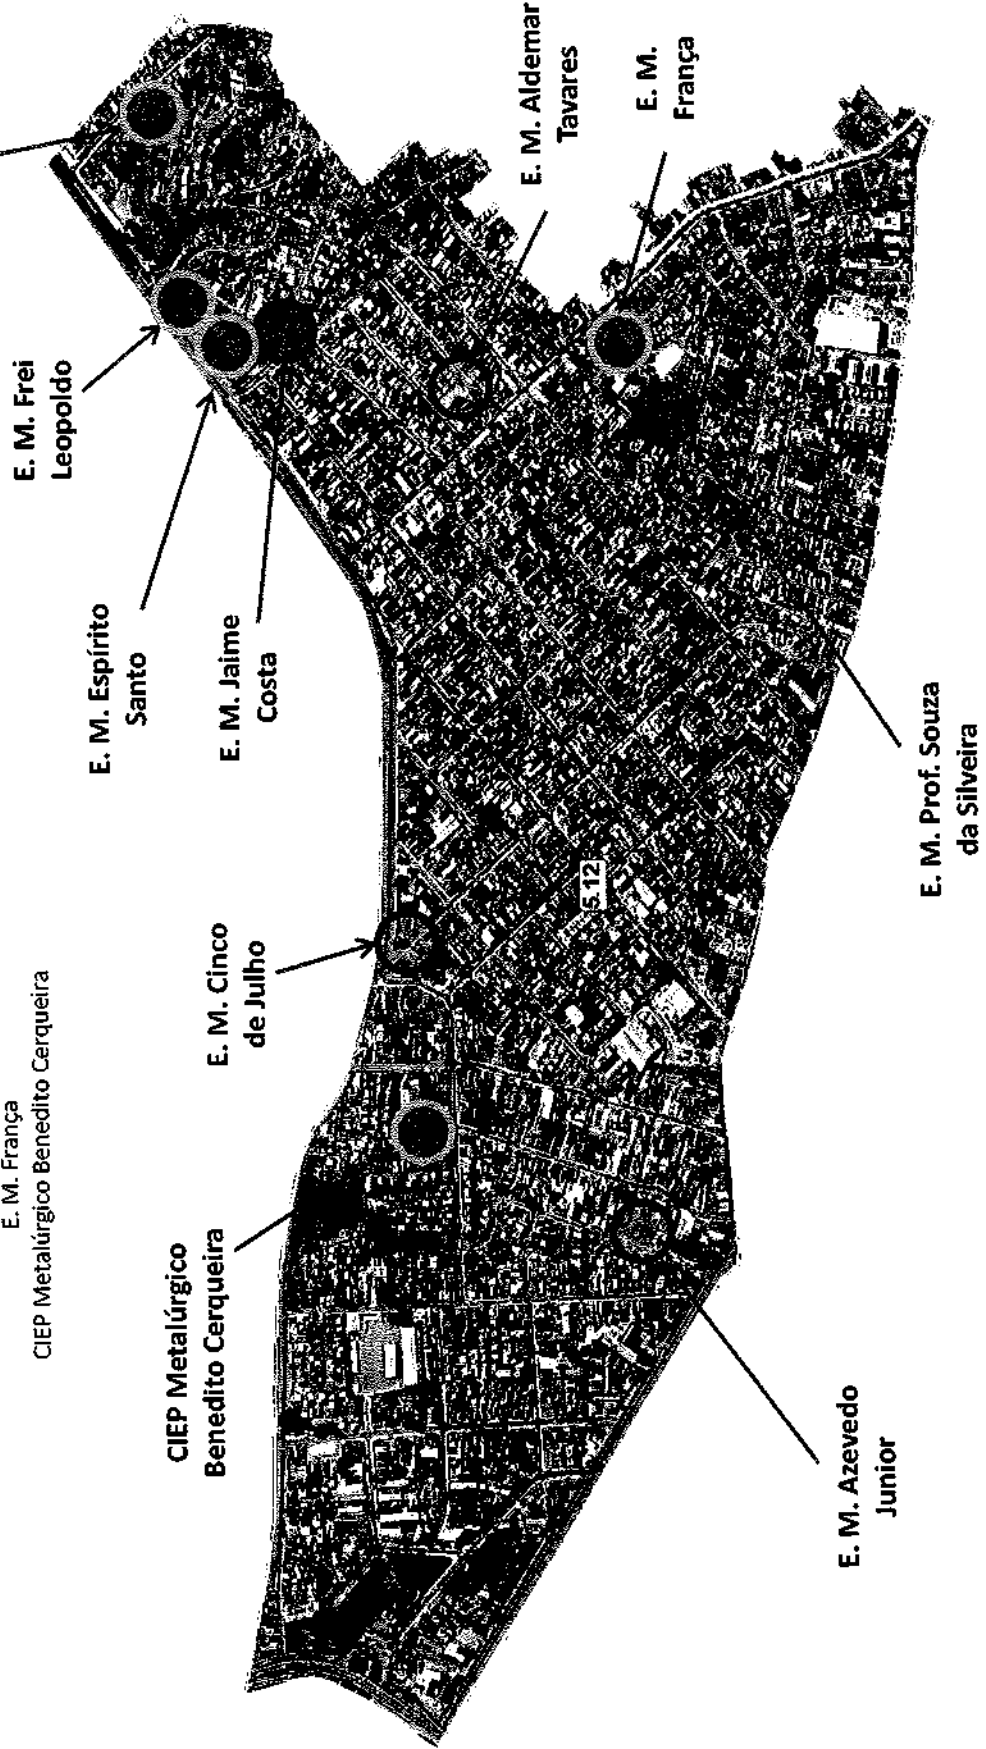 E. M. França
CIEP Metalúrgico Benedito Cerqueira
E. M. Frei
Leopoldo
E. M. Espírito
Santo
E. M. Jaime
Costa
E. M. Aldemar
Tavares
E. M.
França
E. M. Cinco
de Julho
CIEP Metalúrgico
Benedito Cerqueira
5.12
E. M. Prof. Souza
da Silveira
E. M. Azevedo
Junior